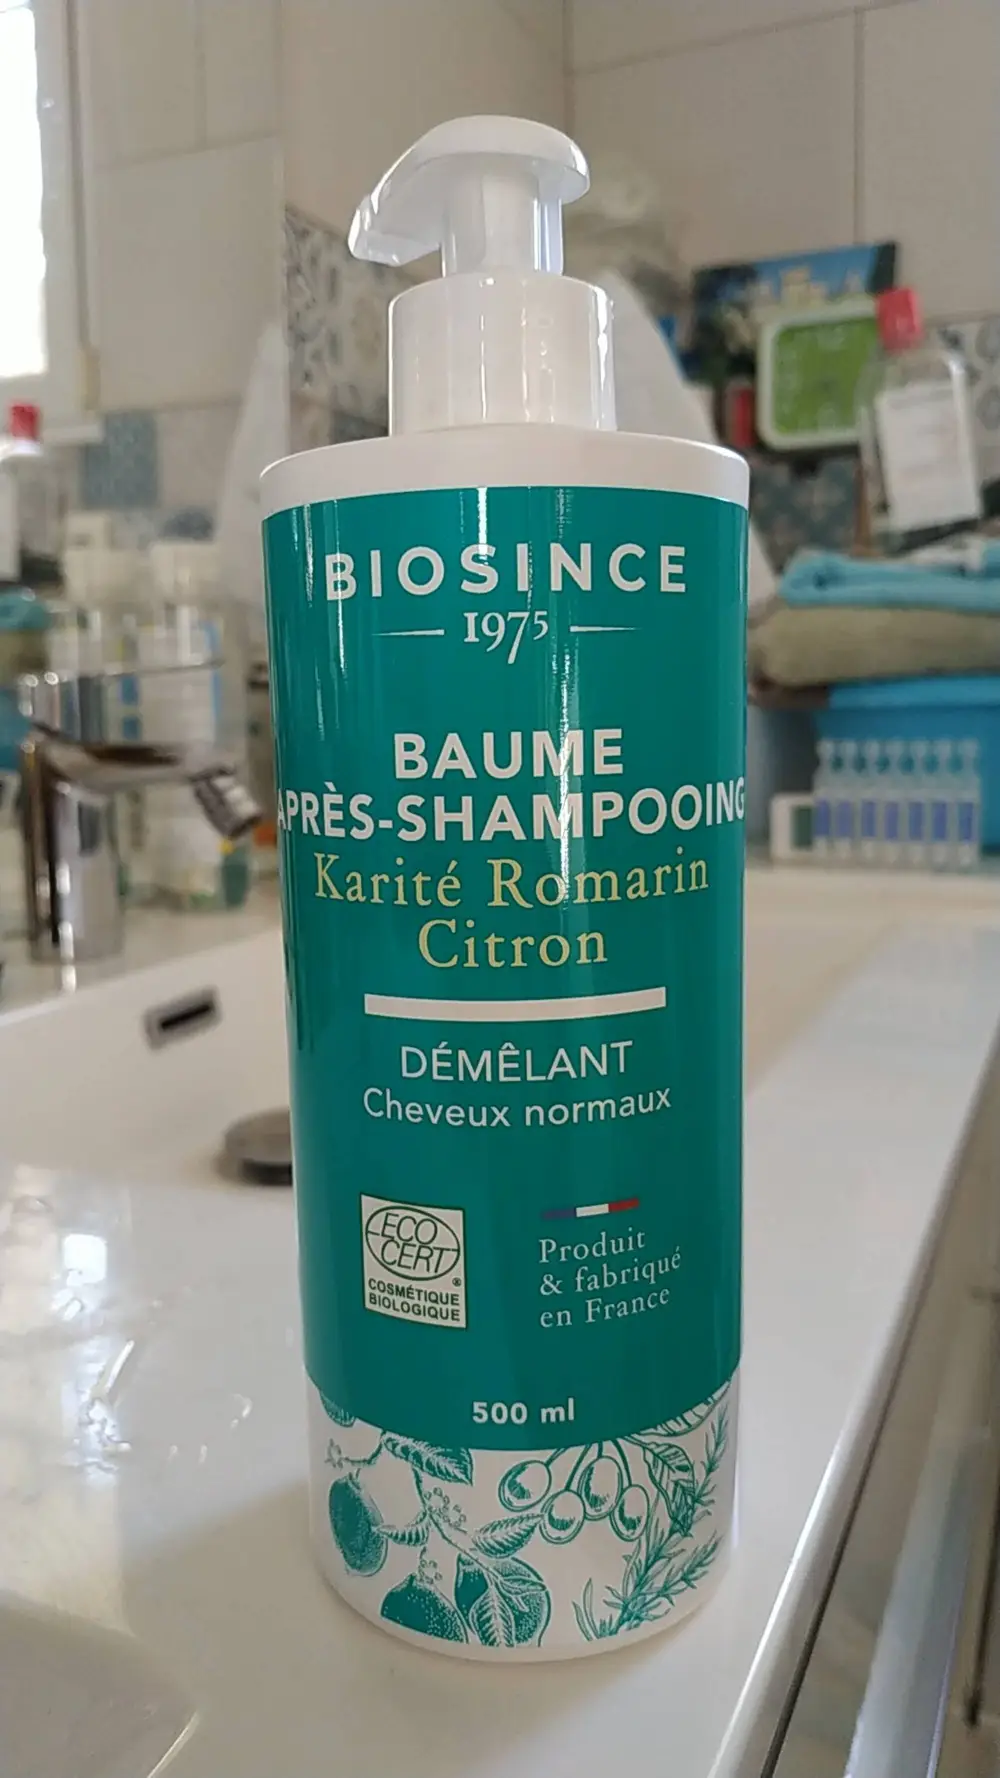 BIOSINCE
1975
BAUME
APRÈS-SHAMPOOING
Karité Romarin
Citron
DÉMÊLANT
Cheveux normaux
ECO
CERT
®
COSMÉTIQUE
BIOLOGIQUE
Produit
& fabriqué
en France
500 ml